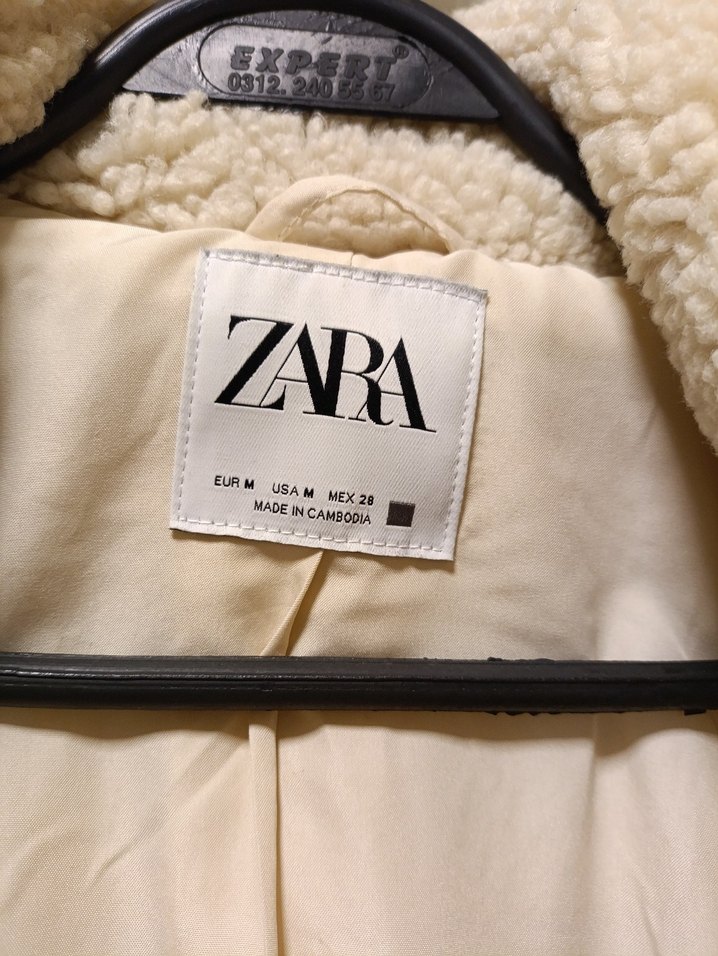 EXPERT®
0312. 240 55 67
ZARA
EUR M USA M MEX 28
MADE IN CAMBODIA